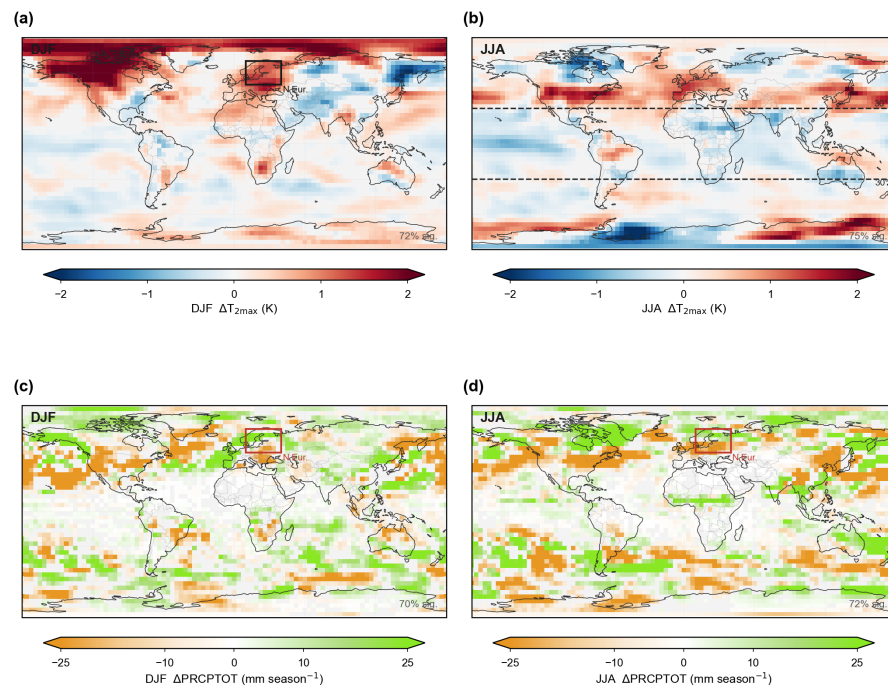 (a)
(b)
DJF
N Eur.
72% sig.
JJA
30°
30°
75% sig.
−2 −1 0 1 2
DJF ΔT2max (K)
−2 −1 0 1 2
JJA ΔT2max (K)
(c)
(d)
DJF
N Eur.
70% sig.
JJA
N Eur.
72% sig.
−25 −10 0 10 25
DJF ΔPRCPTOT (mm season−1)
−25 −10 0 10 25
JJA ΔPRCPTOT (mm season−1)